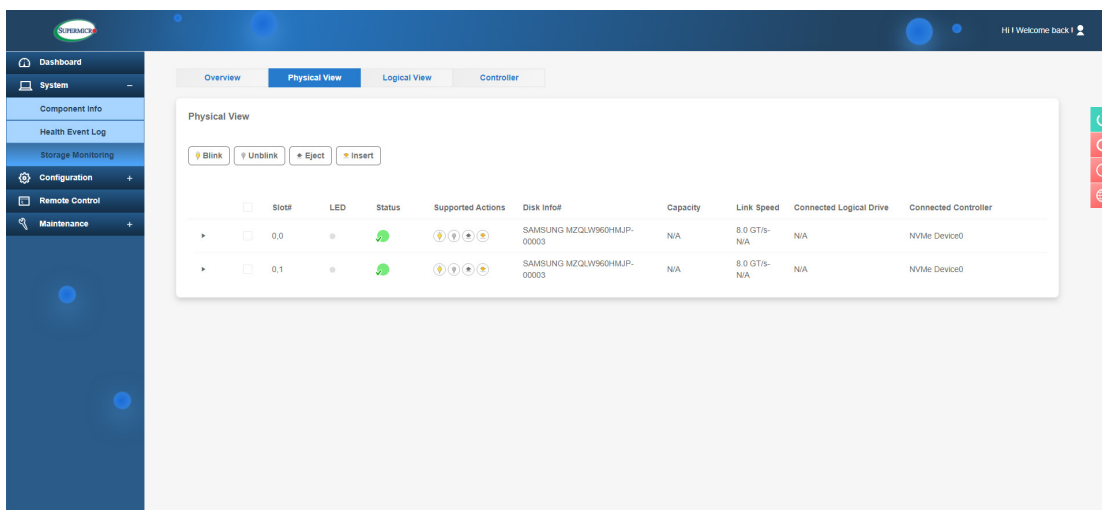 SUPERMICR
Hi ! Welcome back !
Dashboard
System −
Component Info
Health Event Log
Storage Monitoring
Configuration +
Remote Control
Maintenance +
Overview Physical View Logical View Controller
Physical View
Blink Unblink Eject Insert
Slot# LED Status Supported Actions Disk Info# Capacity Link Speed Connected Logical Drive Connected Controller
0,0 SAMSUNG MZQLW960HMJP-00003 N/A 8.0 GT/s-N/A N/A NVMe Device0
0,1 SAMSUNG MZQLW960HMJP-00003 N/A 8.0 GT/s-N/A N/A NVMe Device0